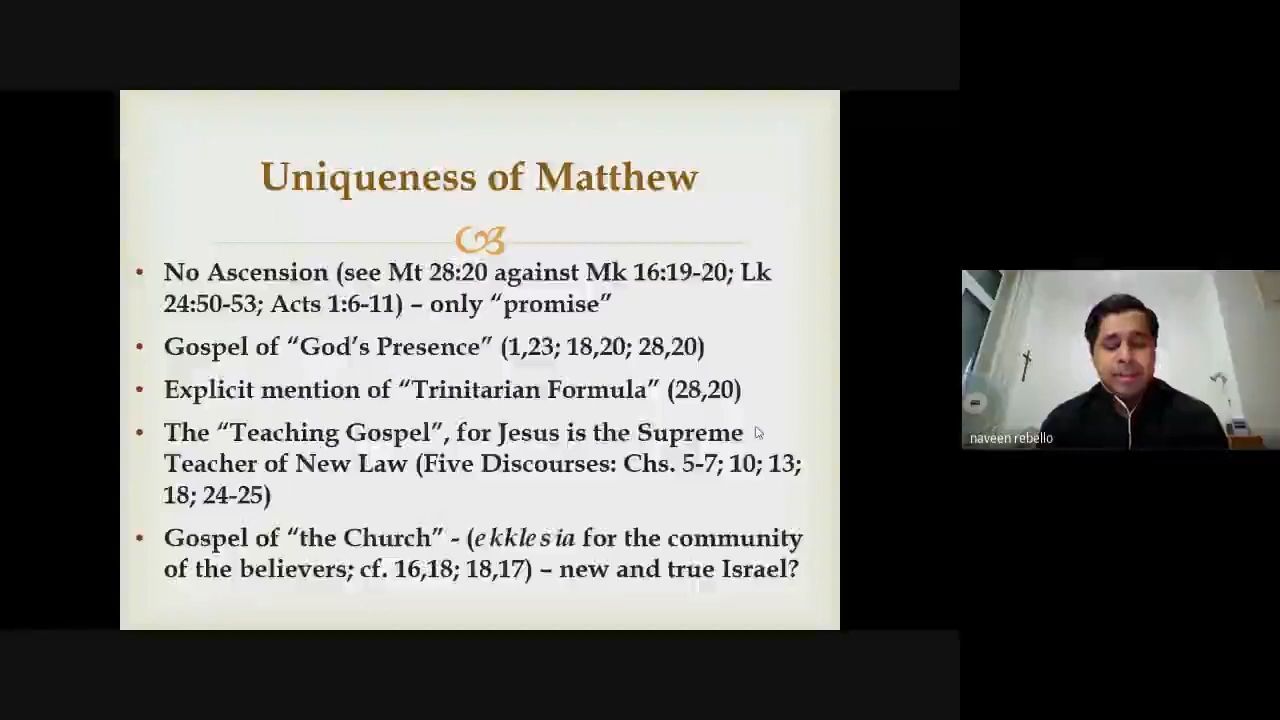 Uniqueness of Matthew
• No Ascension (see Mt 28:20 against Mk 16:19-20; Lk
24:50-53; Acts 1:6-11) – only “promise”
• Gospel of “God’s Presence” (1,23; 18,20; 28,20)
• Explicit mention of “Trinitarian Formula” (28,20)
• The “Teaching Gospel”, for Jesus is the Supreme
Teacher of New Law (Five Discourses: Chs. 5-7; 10; 13;
18; 24-25)
• Gospel of “the Church” - (ekklesia for the community
of the believers; cf. 16,18; 18,17) – new and true Israel?
naveen rebello